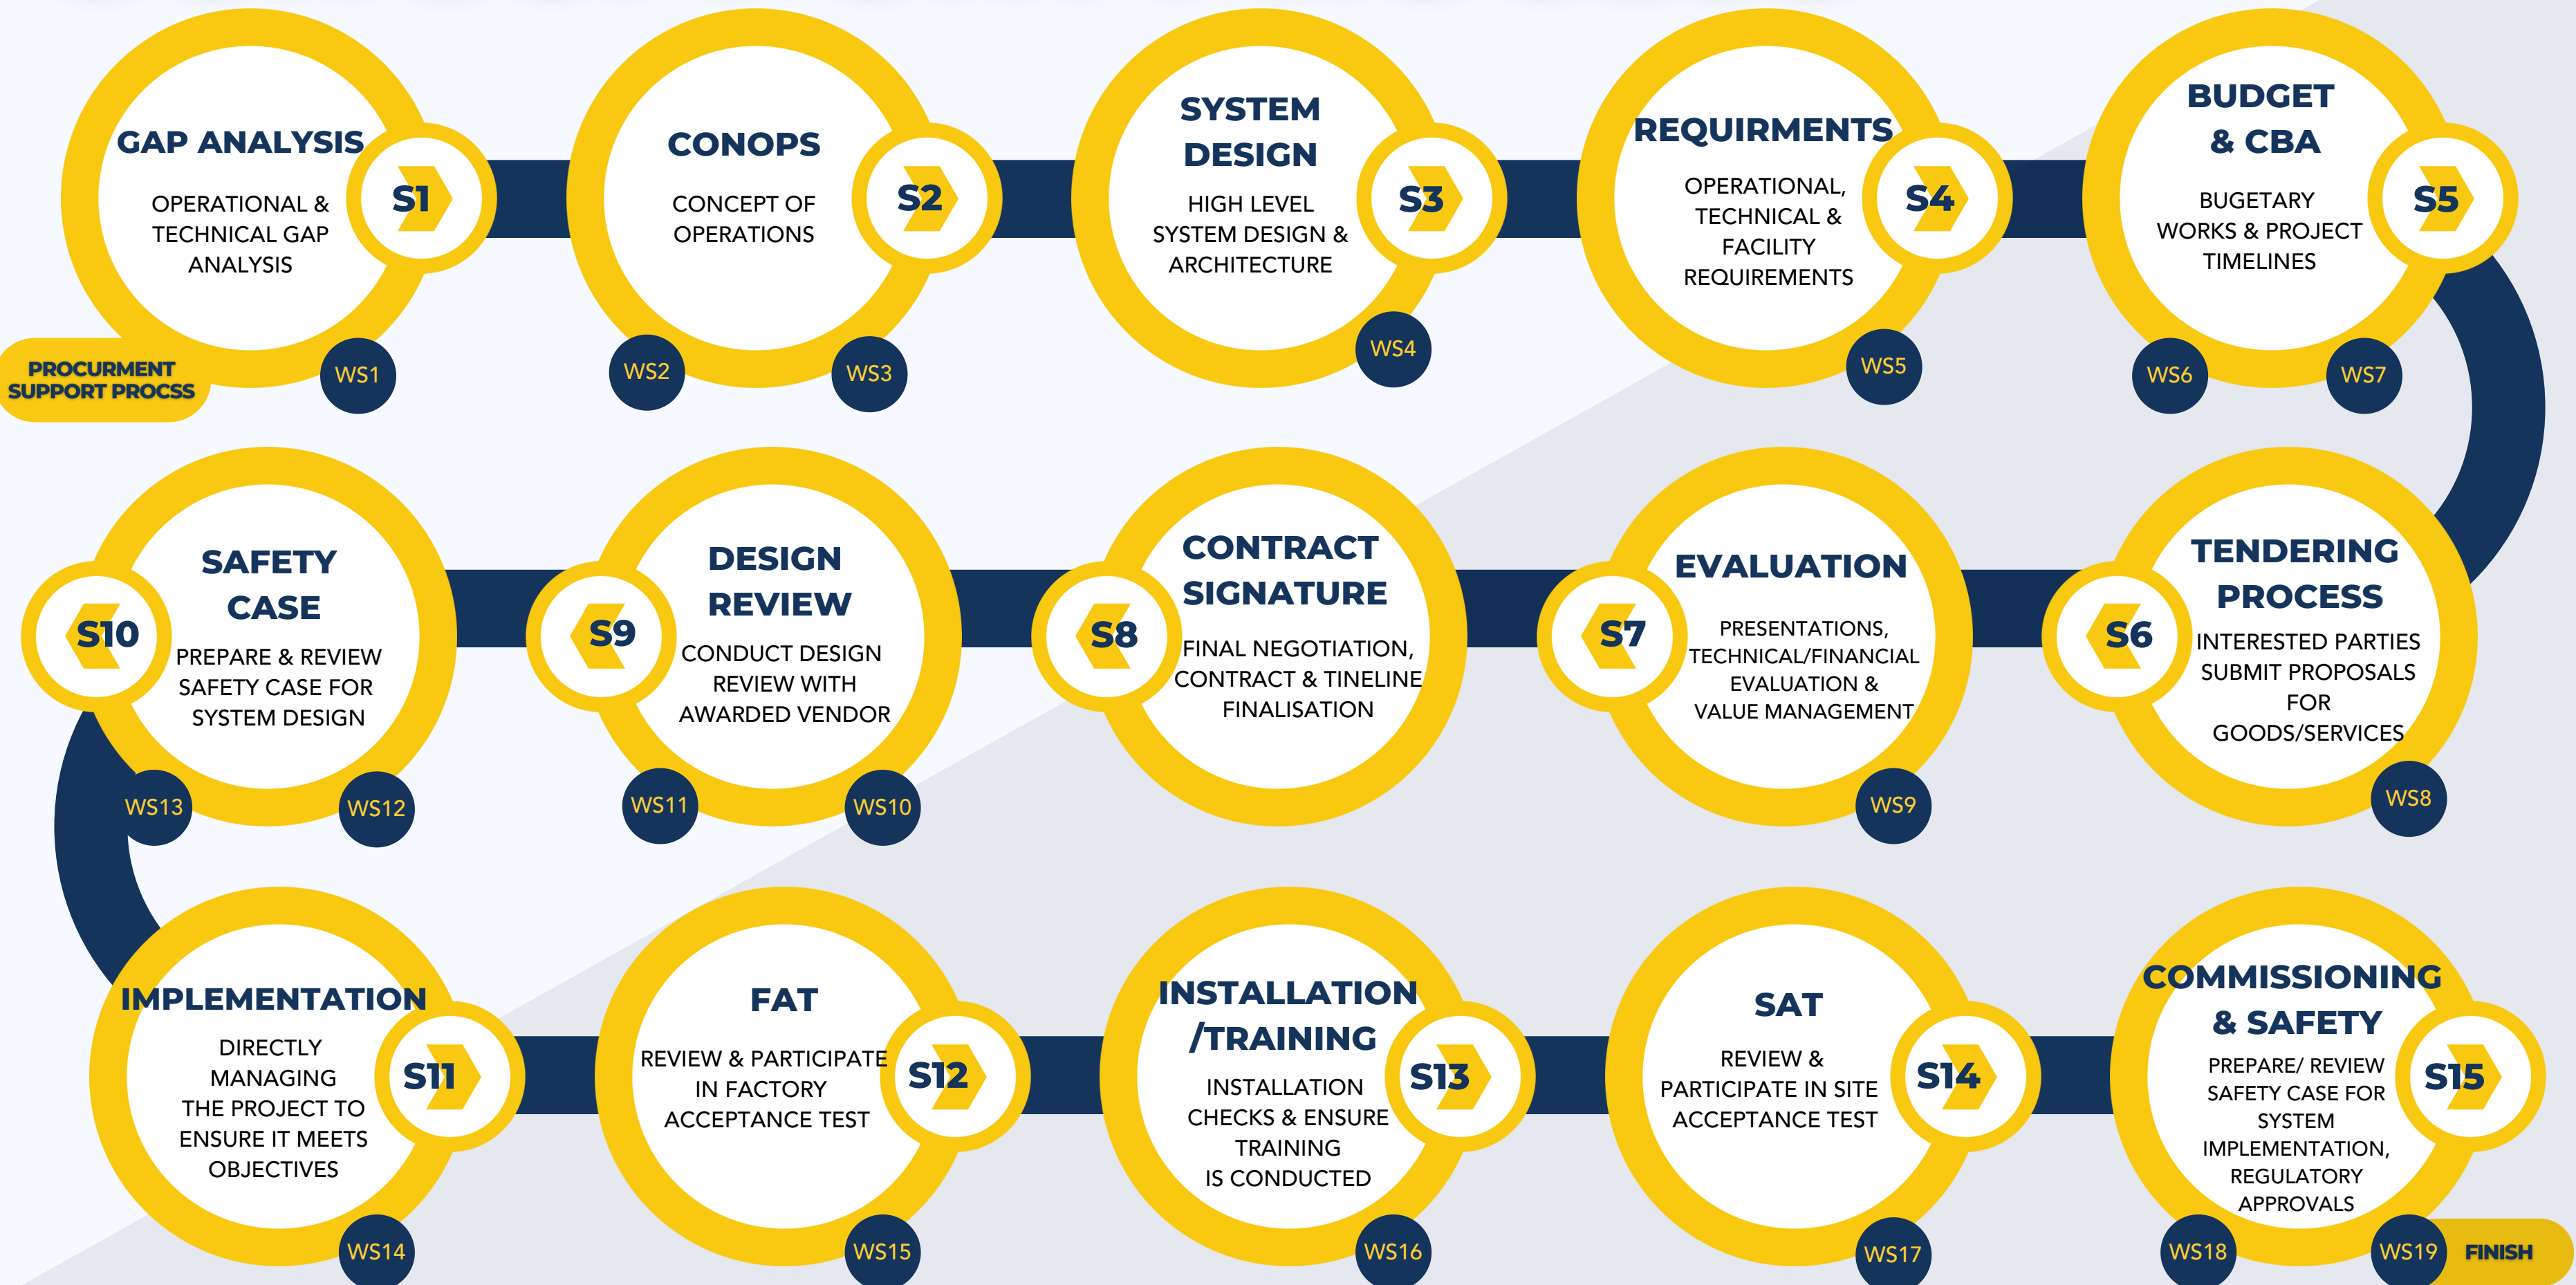 GAP ANALYSIS
OPERATIONAL &
TECHNICAL GAP
ANALYSIS
S1
WS1
PROCURMENT
SUPPORT PROCSS
CONOPS
CONCEPT OF
OPERATIONS
S2
WS2
WS3
SYSTEM
DESIGN
HIGH LEVEL
SYSTEM DESIGN &
ARCHITECTURE
S3
WS4
REQUIRMENTS
OPERATIONAL,
TECHNICAL &
FACILITY
REQUIREMENTS
S4
WS5
BUDGET
& CBA
BUGETARY
WORKS & PROJECT
TIMELINES
S5
WS6
WS7
TENDERING
PROCESS
INTERESTED PARTIES
SUBMIT PROPOSALS
FOR
GOODS/SERVICES
S6
WS8
EVALUATION
PRESENTATIONS,
TECHNICAL/FINANCIAL
EVALUATION &
VALUE MANAGEMENT
S7
WS9
CONTRACT
SIGNATURE
FINAL NEGOTIATION,
CONTRACT & TINELINE
FINALISATION
S8
DESIGN
REVIEW
CONDUCT DESIGN
REVIEW WITH
AWARDED VENDOR
S9
WS10
WS11
SAFETY
CASE
PREPARE & REVIEW
SAFETY CASE FOR
SYSTEM DESIGN
S10
WS12
WS13
IMPLEMENTATION
DIRECTLY
MANAGING
THE PROJECT TO
ENSURE IT MEETS
OBJECTIVES
S11
WS14
FAT
REVIEW & PARTICIPATE
IN FACTORY
ACCEPTANCE TEST
S12
WS15
INSTALLATION
/TRAINING
INSTALLATION
CHECKS & ENSURE
TRAINING
IS CONDUCTED
S13
WS16
SAT
REVIEW &
PARTICIPATE IN SITE
ACCEPTANCE TEST
S14
WS17
COMMISSIONING
& SAFETY
PREPARE/ REVIEW
SAFETY CASE FOR
SYSTEM
IMPLEMENTATION,
REGULATORY
APPROVALS
S15
WS18
WS19
FINISH